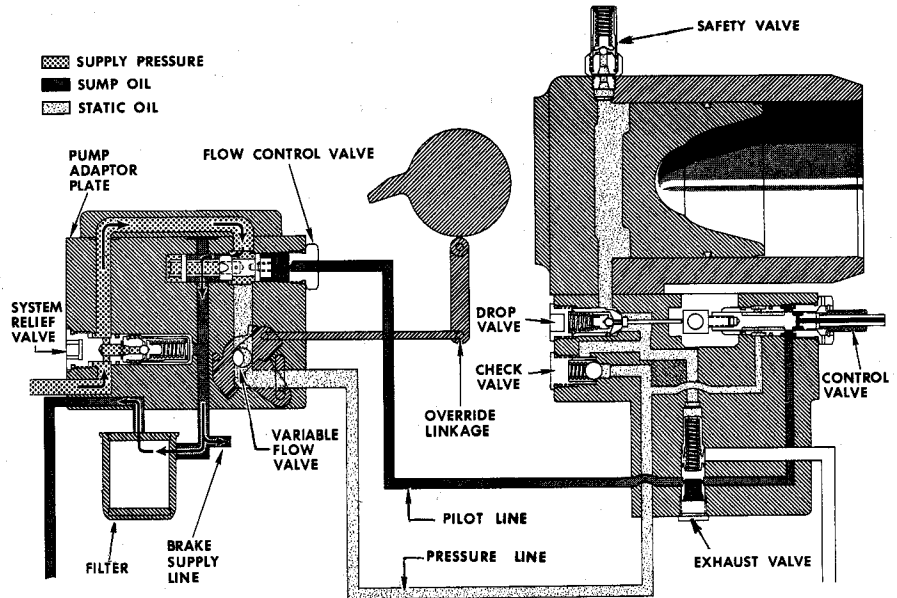 SAFETY VALVE
SUPPLY PRESSURE
SUMP OIL
STATIC OIL
PUMP
ADAPTOR
PLATE
FLOW CONTROL VALVE
SYSTEM
RELIEF
VALVE
DROP
VALVE
CHECK
VALVE
CONTROL
VALVE
OVERRIDE
LINKAGE
VARIABLE
FLOW
VALVE
PILOT LINE
FILTER
BRAKE
SUPPLY
LINE
PRESSURE LINE
EXHAUST VALVE